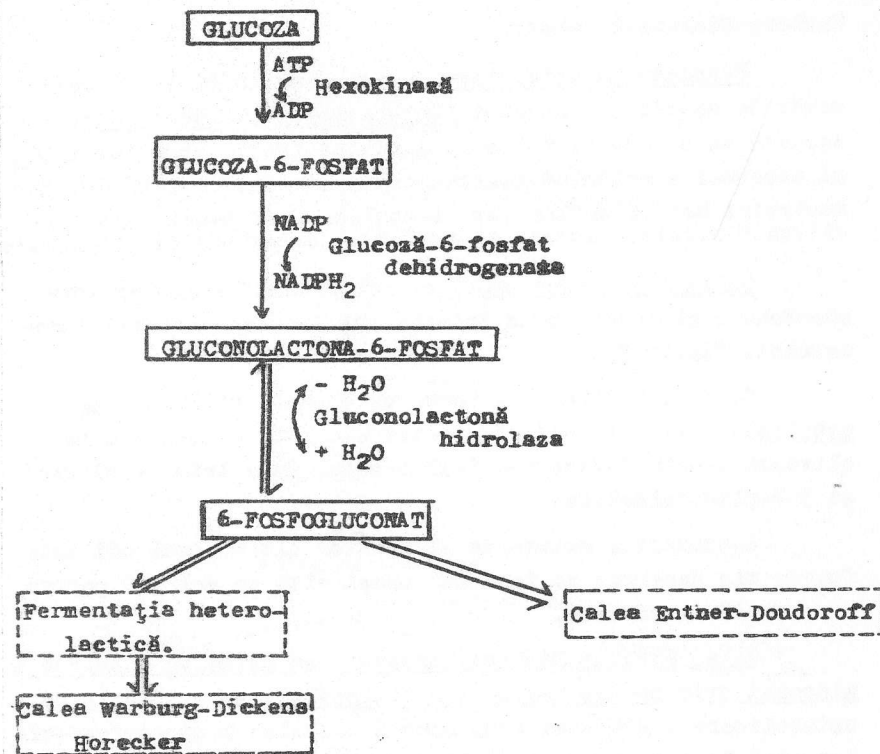 GLUCOZA
ATP
Hexokinază
ADP
GLUCOZA-6-FOSFAT
NADP
Glucoză-6-fosfat
dehidrogenaza
NADPH2
GLUCONOLACTONA-6-FOSFAT
- H2O
Gluconolactonă
hidrolaza
+ H2O
6-FOSFOGLUCONAT
Fermentaţia hetero-
lactică.
Calea Entner-Doudoroff
Calea Warburg-Dickens
Horecker